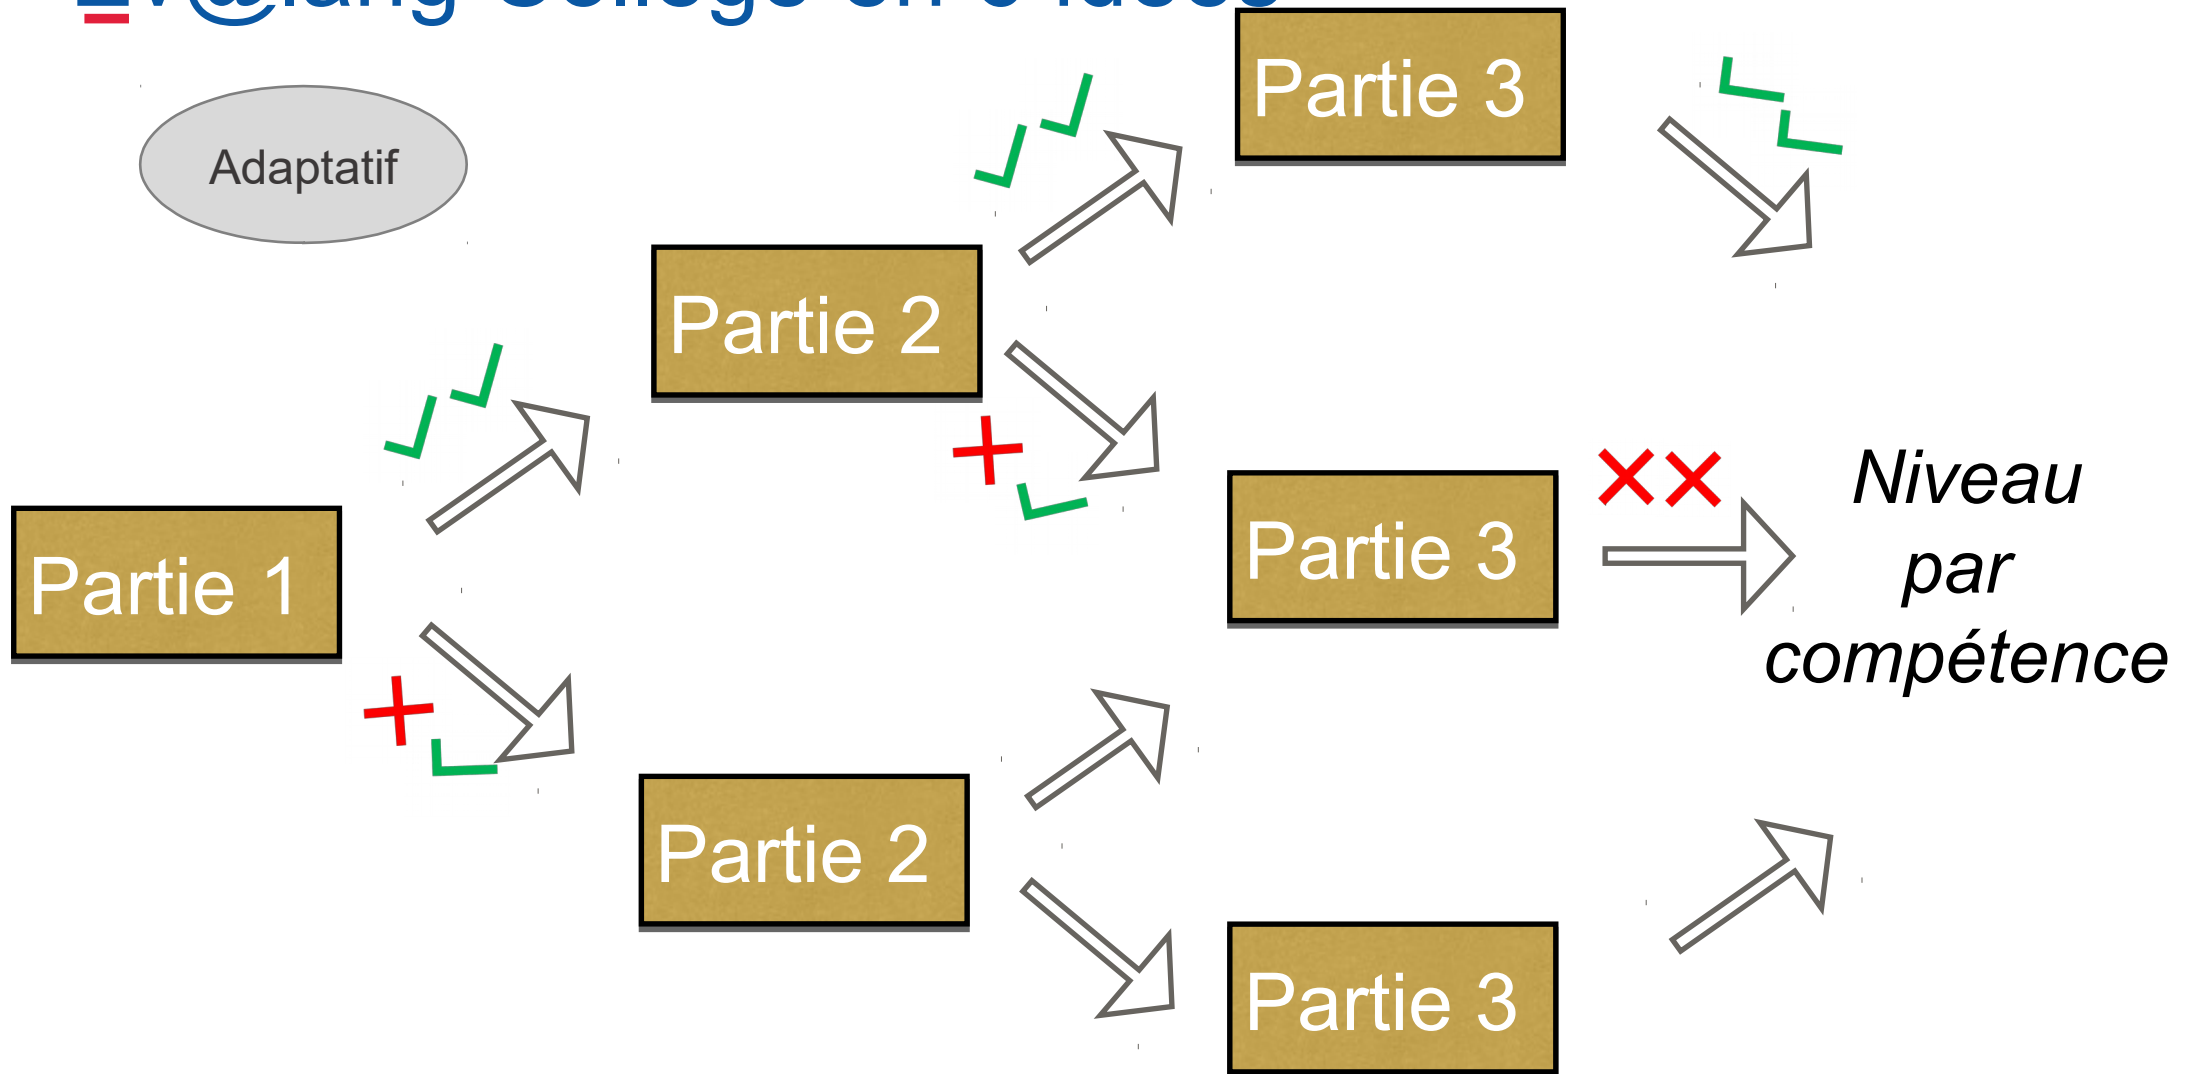 Adaptatif
Partie 3
Partie 2
Partie 1
Partie 3
Niveau
par
compétence
Partie 2
Partie 3